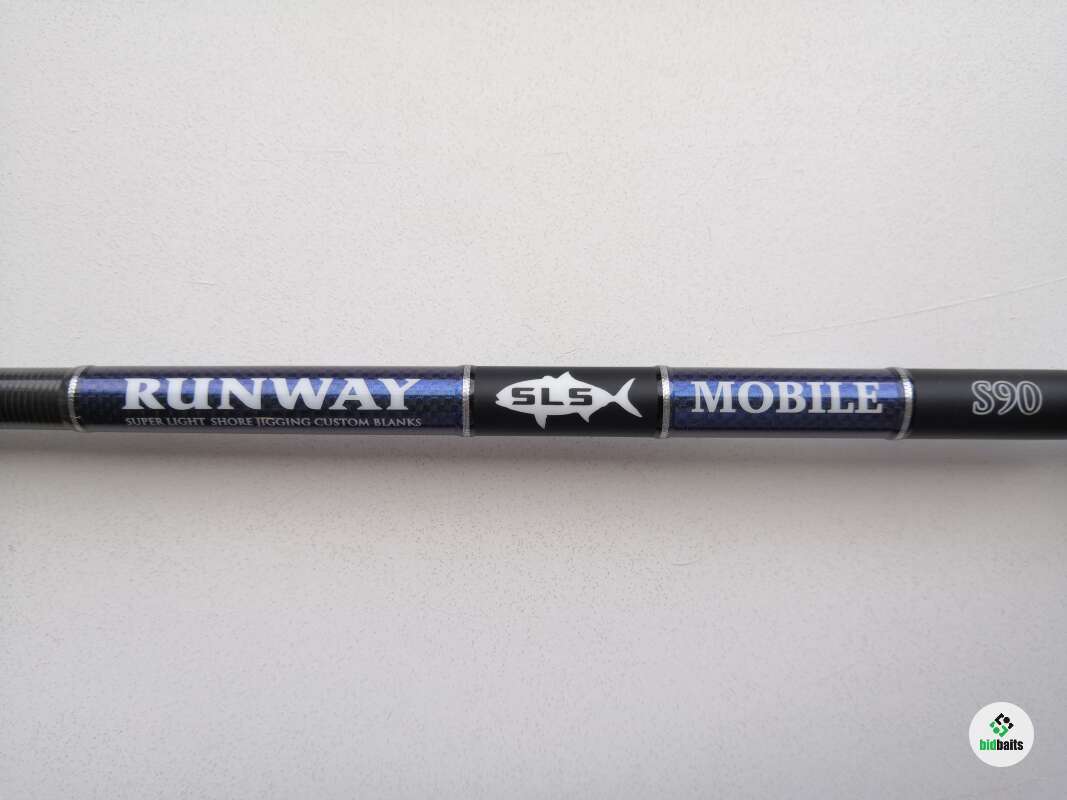 RUNWAY
SUPER LIGHT SHORE JIGGING CUSTOM BLANKS
SLS
MOBILE
S90
bidbaits